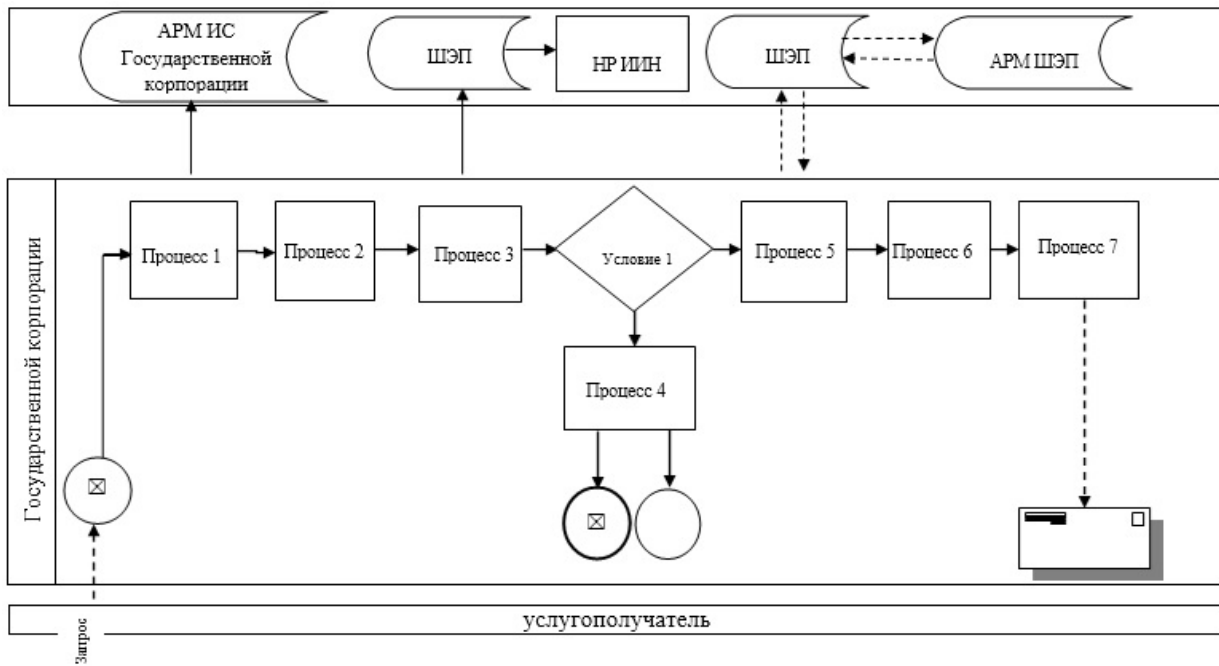 АРМ ИС
Государственной
корпорации
ШЭП
НР ИИН
ШЭП
АРМ ШЭП
Государственной корпорации
Процесс 1
Процесс 2
Процесс 3
Условие 1
Процесс 5
Процесс 6
Процесс 7
Процесс 4
услугополучатель
Запрос